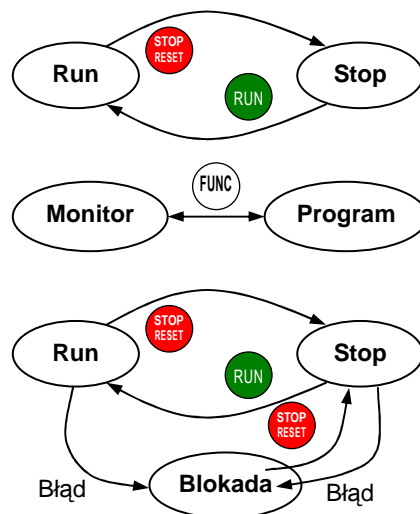 STOP
RESET
Run
Stop
RUN
FUNC
Monitor
Program
STOP
RESET
Run
Stop
RUN
STOP
RESET
Błąd
Blokada
Błąd